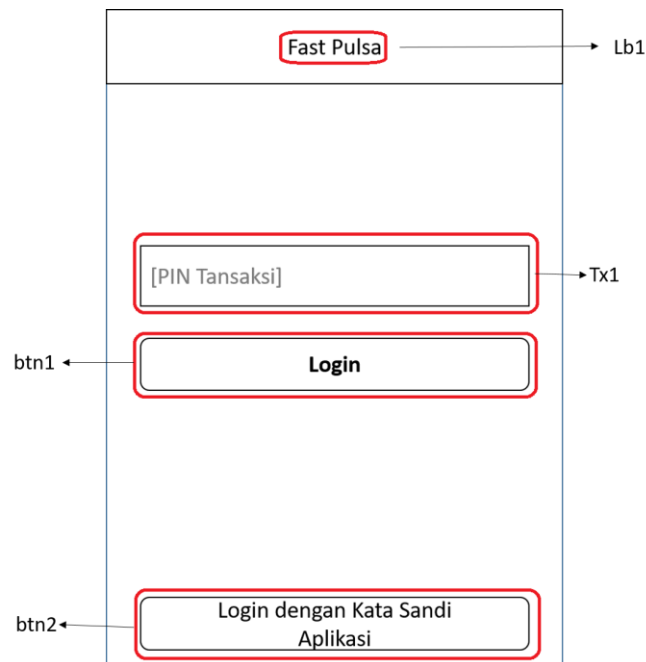 Fast Pulsa
Lb1
[PIN Tansaksi]
Tx1
btn1
Login
btn2
Login dengan Kata Sandi
Aplikasi